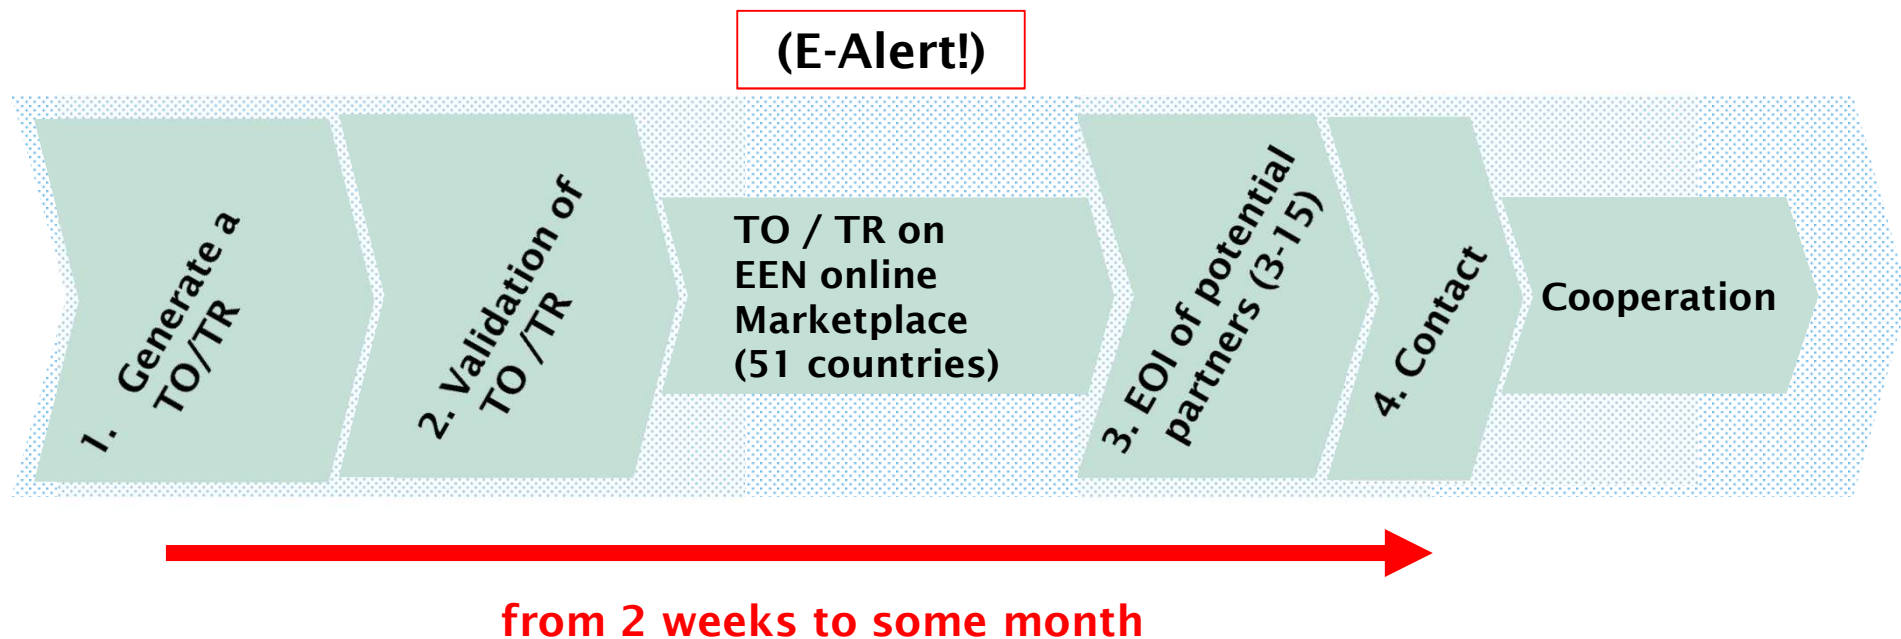 (E-Alert!)
1. Generate a
TO/TR
2. Validation of
TO /TR
TO / TR on
EEN online
Marketplace
(51 countries)
3. EOI of potential
partners (3-15)
4. Contact
Cooperation
from 2 weeks to some month